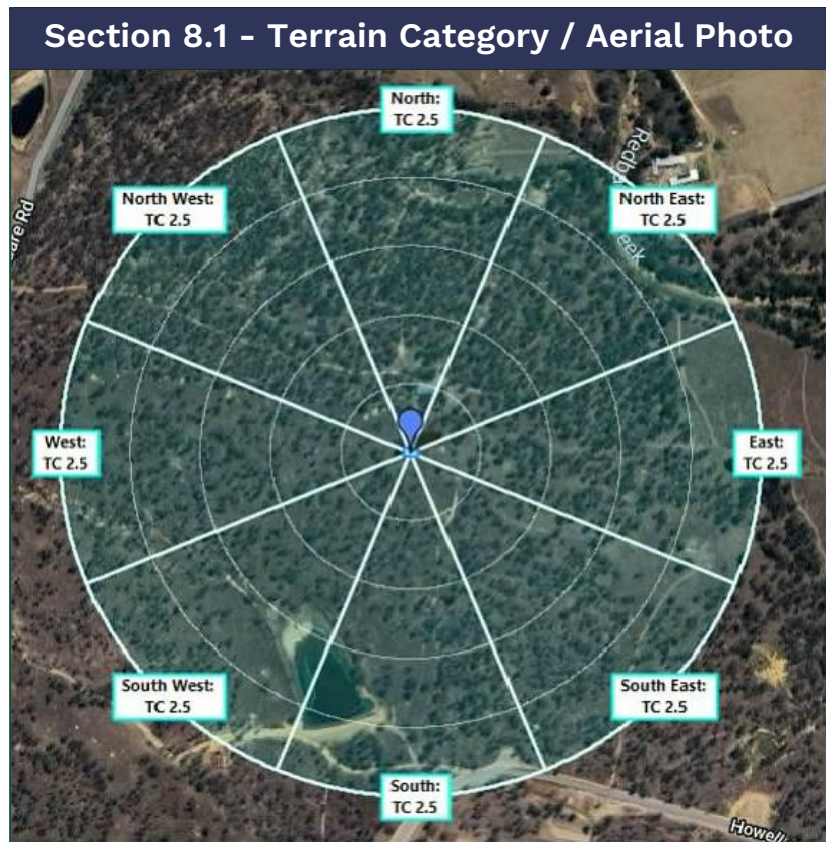 Section 8.1 - Terrain Category / Aerial Photo
North:
TC 2.5
North West:
TC 2.5
North East:
TC 2.5
are Rd
West:
TC 2.5
East:
TC 2.5
South West:
TC 2.5
South East:
TC 2.5
South:
TC 2.5